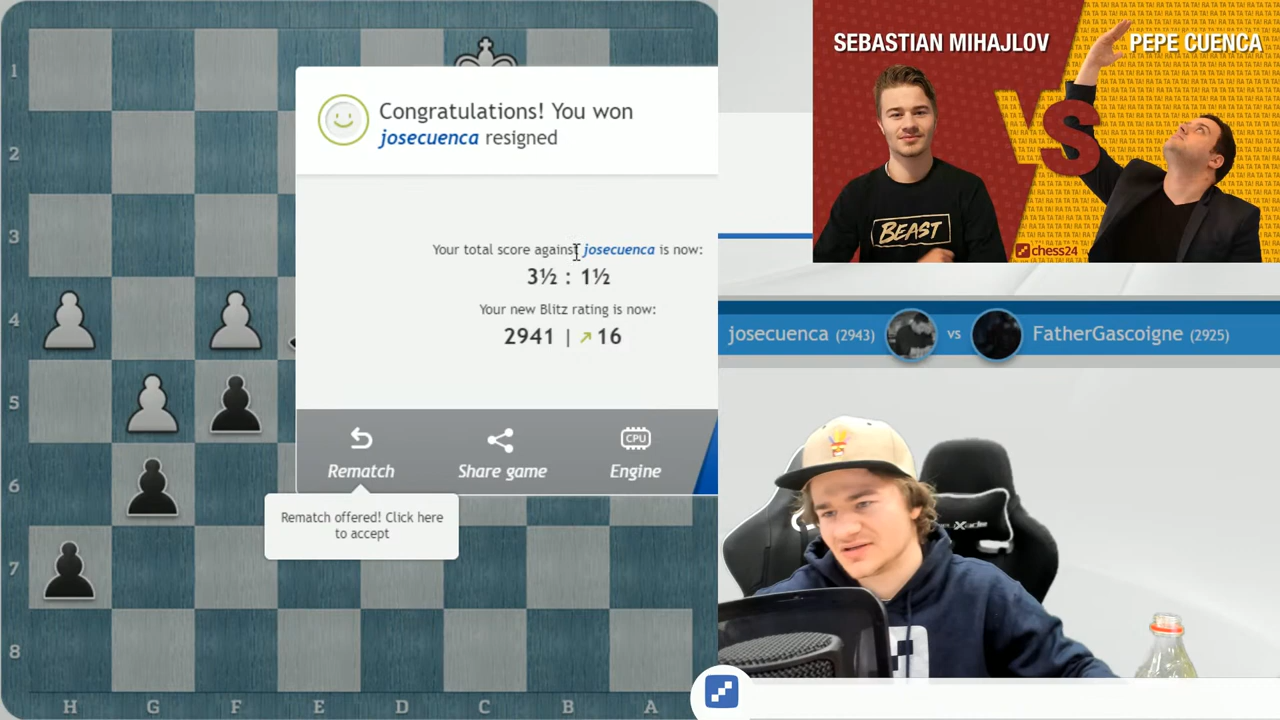 1
2
3
4
5
6
7
8
H G F E D C B A
Congratulations! You won
josecuenca resigned
Your total score against josecuenca is now:
3½ : 1½
Your new Blitz rating is now:
2941 | ↗ 16
Rematch
Share game
CPU
Engine
Rematch offered! Click here
to accept
SEBASTIAN MIHAJLOV
VS
PEPE CUENCA
BEAST
chess24
josecuenca (2943) vs FatherGascoigne (2925)